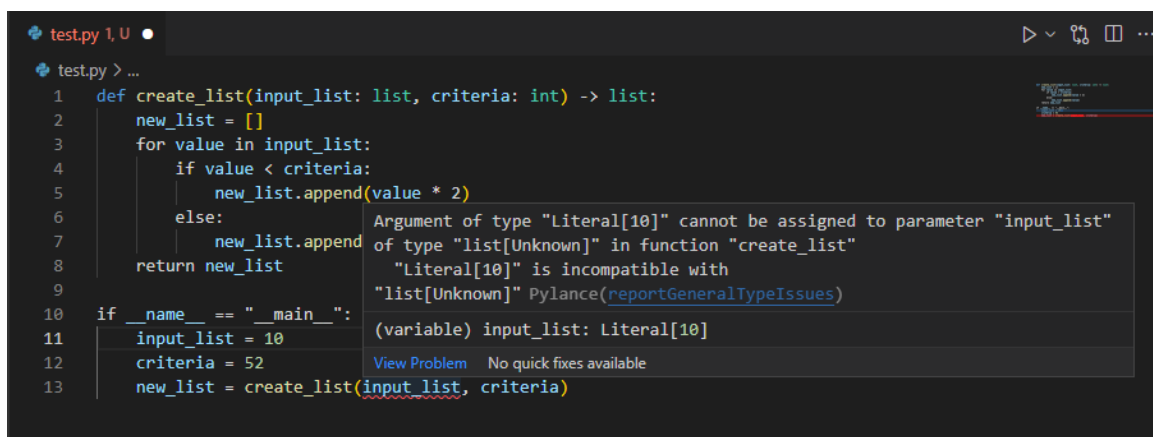 test.py 1, U
test.py > ...
1 def create_list(input_list: list, criteria: int) -> list:
2     new_list = []
3     for value in input_list:
4         if value < criteria:
5             new_list.append(value * 2)
6         else:
7             new_list.append
8     return new_list
9
10 if __name__ == "__main__":
11     input_list = 10
12     criteria = 52
13     new_list = create_list(input_list, criteria)
Argument of type "Literal[10]" cannot be assigned to parameter "input_list"
of type "list[Unknown]" in function "create_list"
  "Literal[10]" is incompatible with
"list[Unknown]" Pylance(reportGeneralTypeIssues)
(variable) input_list: Literal[10]
View Problem No quick fixes available